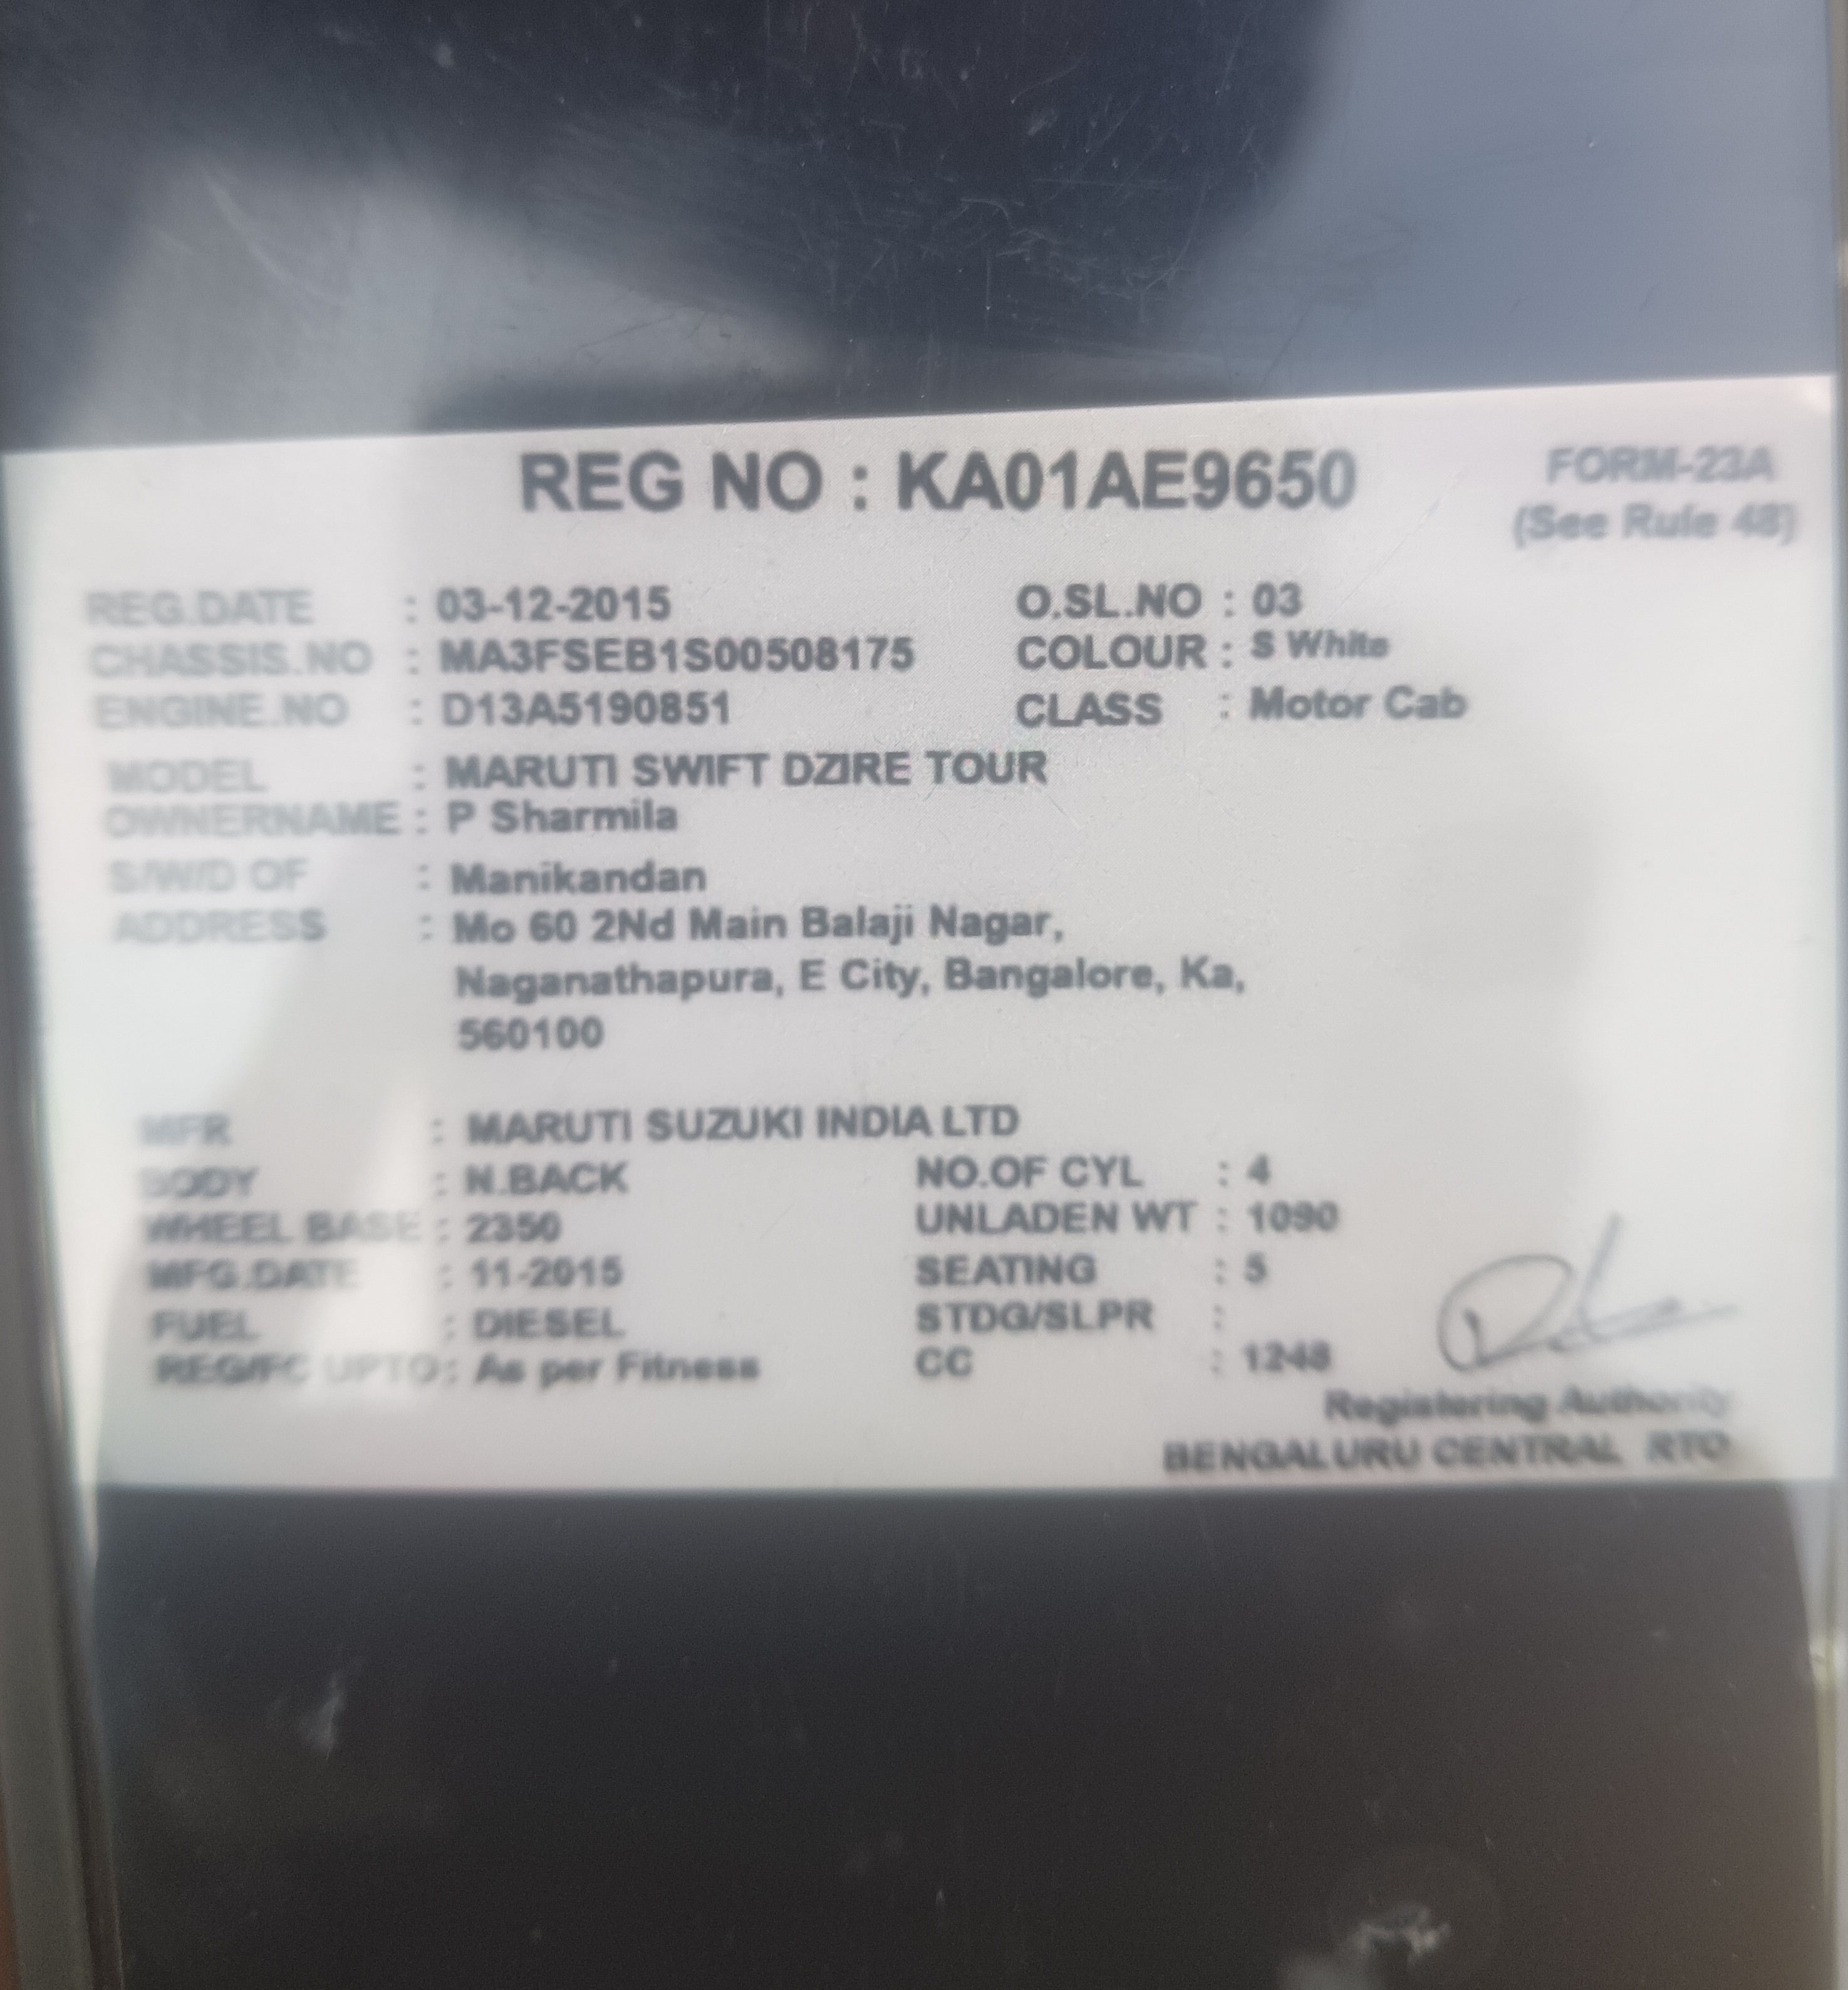 REG NO : KA01AE9650
FORM-23A
(See Rule 48)
REG.DATE : 03-12-2015 O.SL.NO : 03
CHASSIS.NO : MA3FSEB1S00508175 COLOUR : S White
ENGINE.NO : D13A5190851 CLASS : Motor Cab
MODEL : MARUTI SWIFT DZIRE TOUR
OWNERNAME : P Sharmila
S/W/D OF : Manikandan
ADDRESS : Mo 60 2Nd Main Balaji Nagar,
Naganathapura, E City, Bangalore, Ka,
560100
MFR : MARUTI SUZUKI INDIA LTD
BODY : N.BACK NO.OF CYL : 4
WHEEL BASE : 2350 UNLADEN WT : 1090
MFG.DATE : 11-2015 SEATING : 5
FUEL : DIESEL STDG/SLPR :
REG/FC UPTO : As per Fitness CC : 1248
Registering Authority
BENGALURU CENTRAL RTO